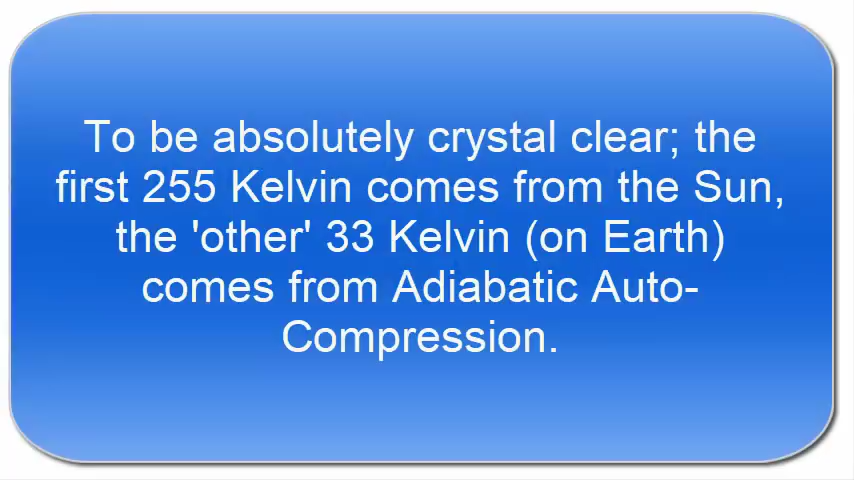 To be absolutely crystal clear; the
first 255 Kelvin comes from the Sun,
the 'other' 33 Kelvin (on Earth)
comes from Adiabatic Auto-
Compression.